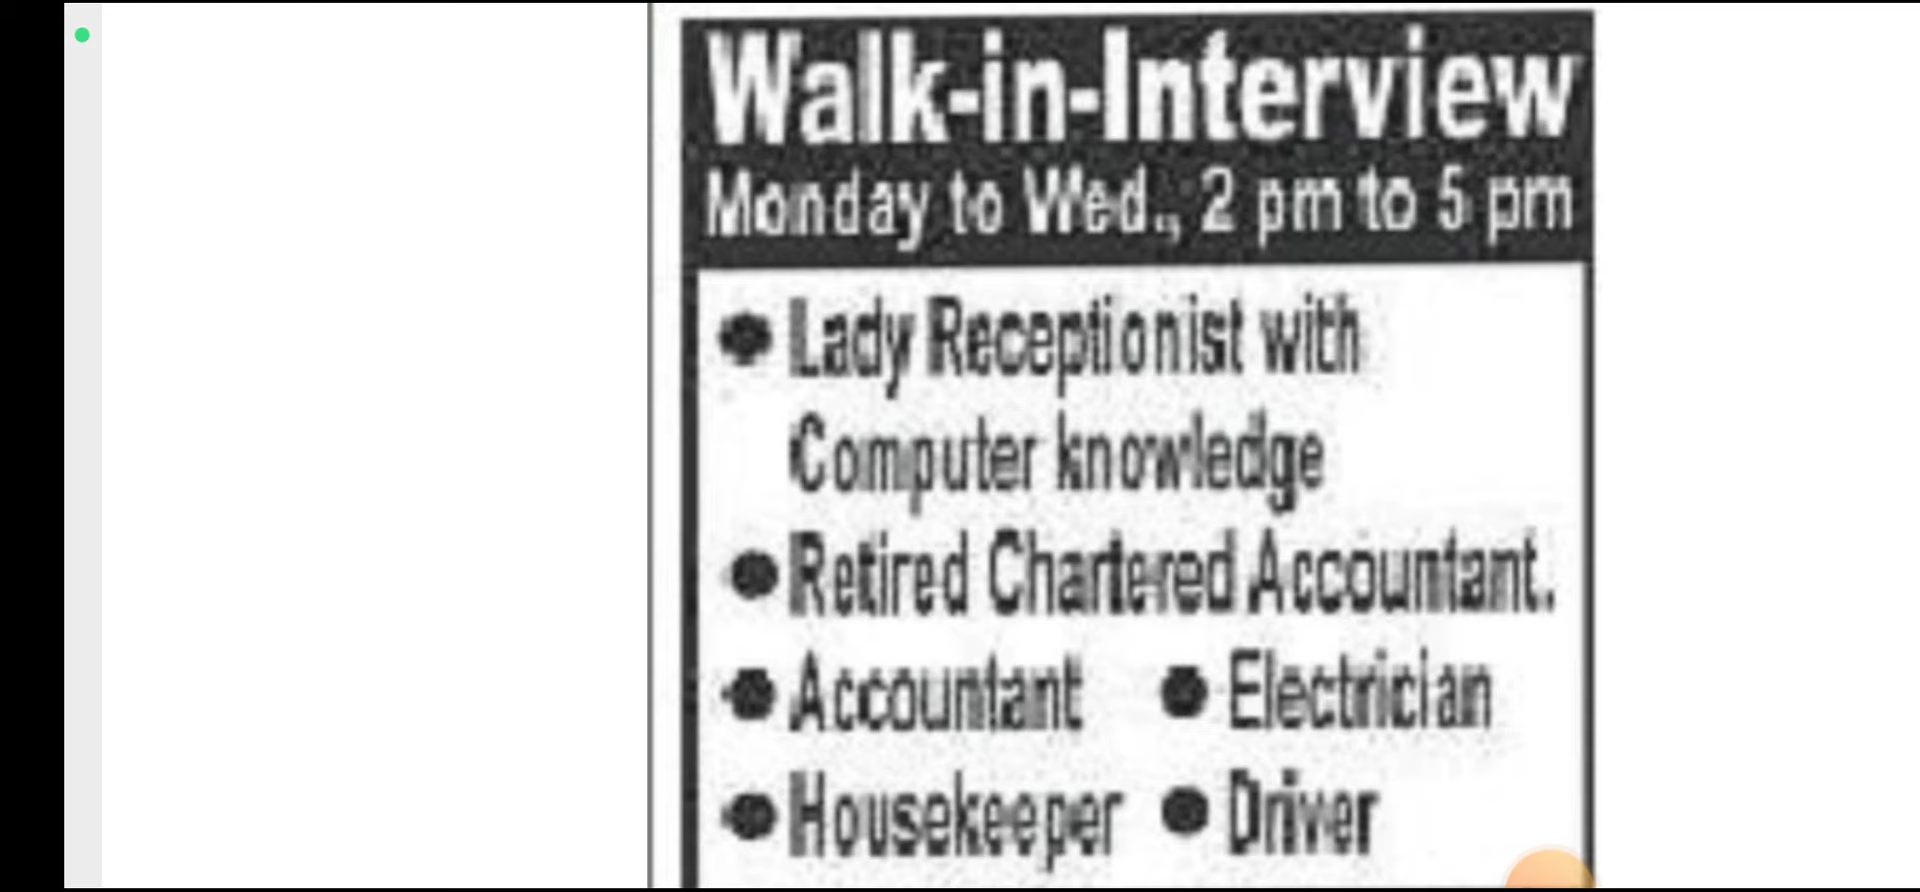 Walk-in-Interview
Monday to Wed., 2 pm to 5 pm
● Lady Receptionist with
Computer knowledge
● Retired Chartered Accountant.
● Accountant ● Electrician
● Housekeeper ● Driver